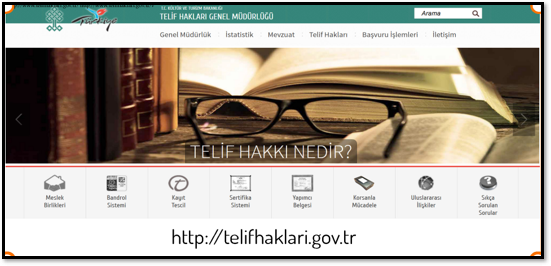 Türkiye
T.C. KÜLTÜR VE TURİZM BAKANLIĞI
TELİF HAKLARI GENEL MÜDÜRLÜĞÜ
Arama
Genel Müdürlük İstatistik Mevzuat Telif Hakları Başvuru İşlemleri İletişim
TELİF HAKKI NEDİR?
Meslek Birlikleri
Bandrol Sistemi
Kayıt Tescil
Sertifika Sistemi
Yapımcı Belgesi
Korsanla Mücadele
Uluslararası İlişkiler
Sıkça Sorulan Sorular
http://telifhaklari.gov.tr